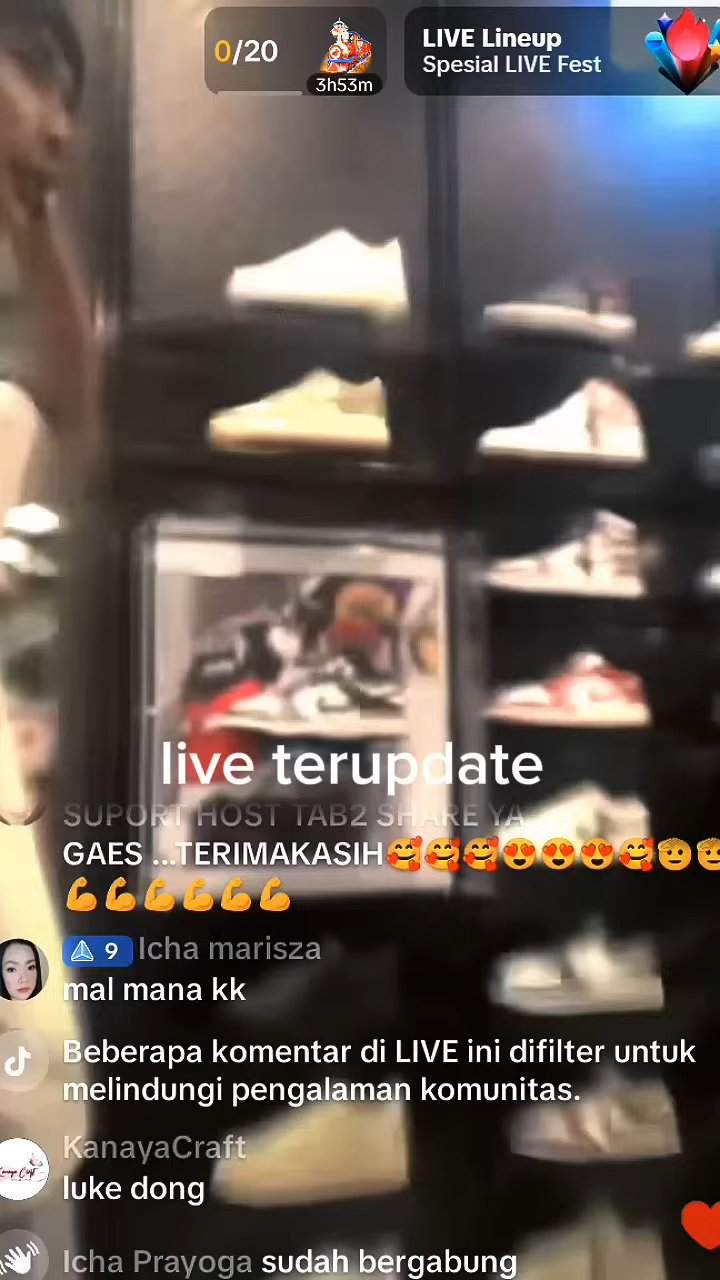 0/20
3h53m
LIVE Lineup
Spesial LIVE Fest
live terupdate
SUPORT HOST TAB2 SHARE YA
GAES ...TERIMAKASIH🥰🥰🥰😍😍😍🥰🫡🫡
💪💪💪💪💪💪
9 Icha marisza
mal mana kk
Beberapa komentar di LIVE ini difilter untuk
melindungi pengalaman komunitas.
KanayaCraft
luke dong
Icha Prayoga sudah bergabung